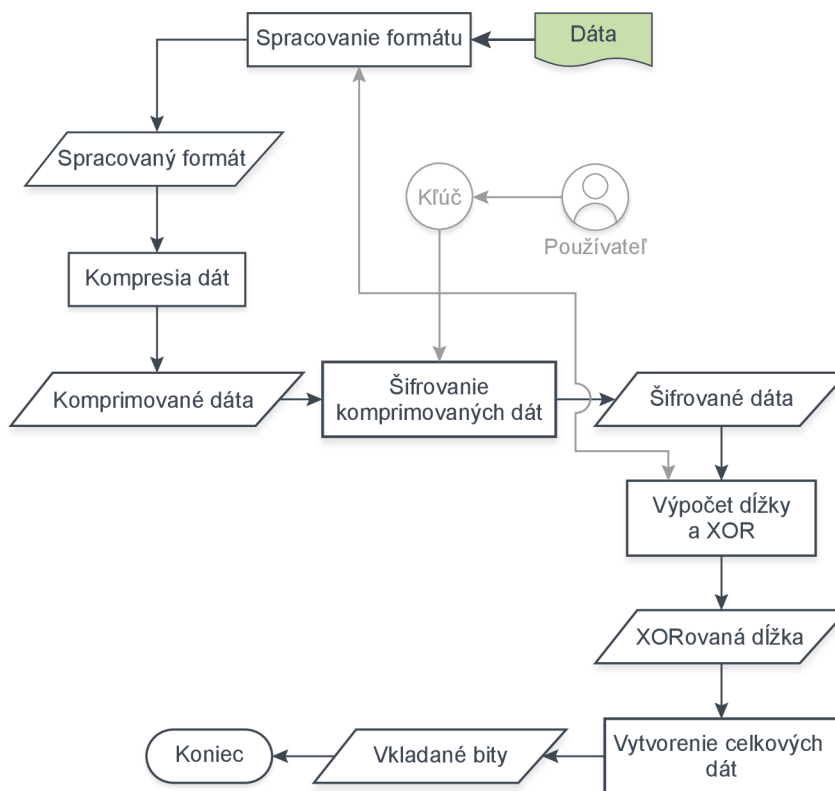 Dáta
Spracovanie formátu
Spracovaný formát
Kľúč
Používateľ
Kompresia dát
Komprimované dáta
Šifrovanie
komprimovaných dát
Šifrované dáta
Výpočet dĺžky
a XOR
XORovaná dĺžka
Vytvorenie celkových
dát
Vkladané bity
Koniec